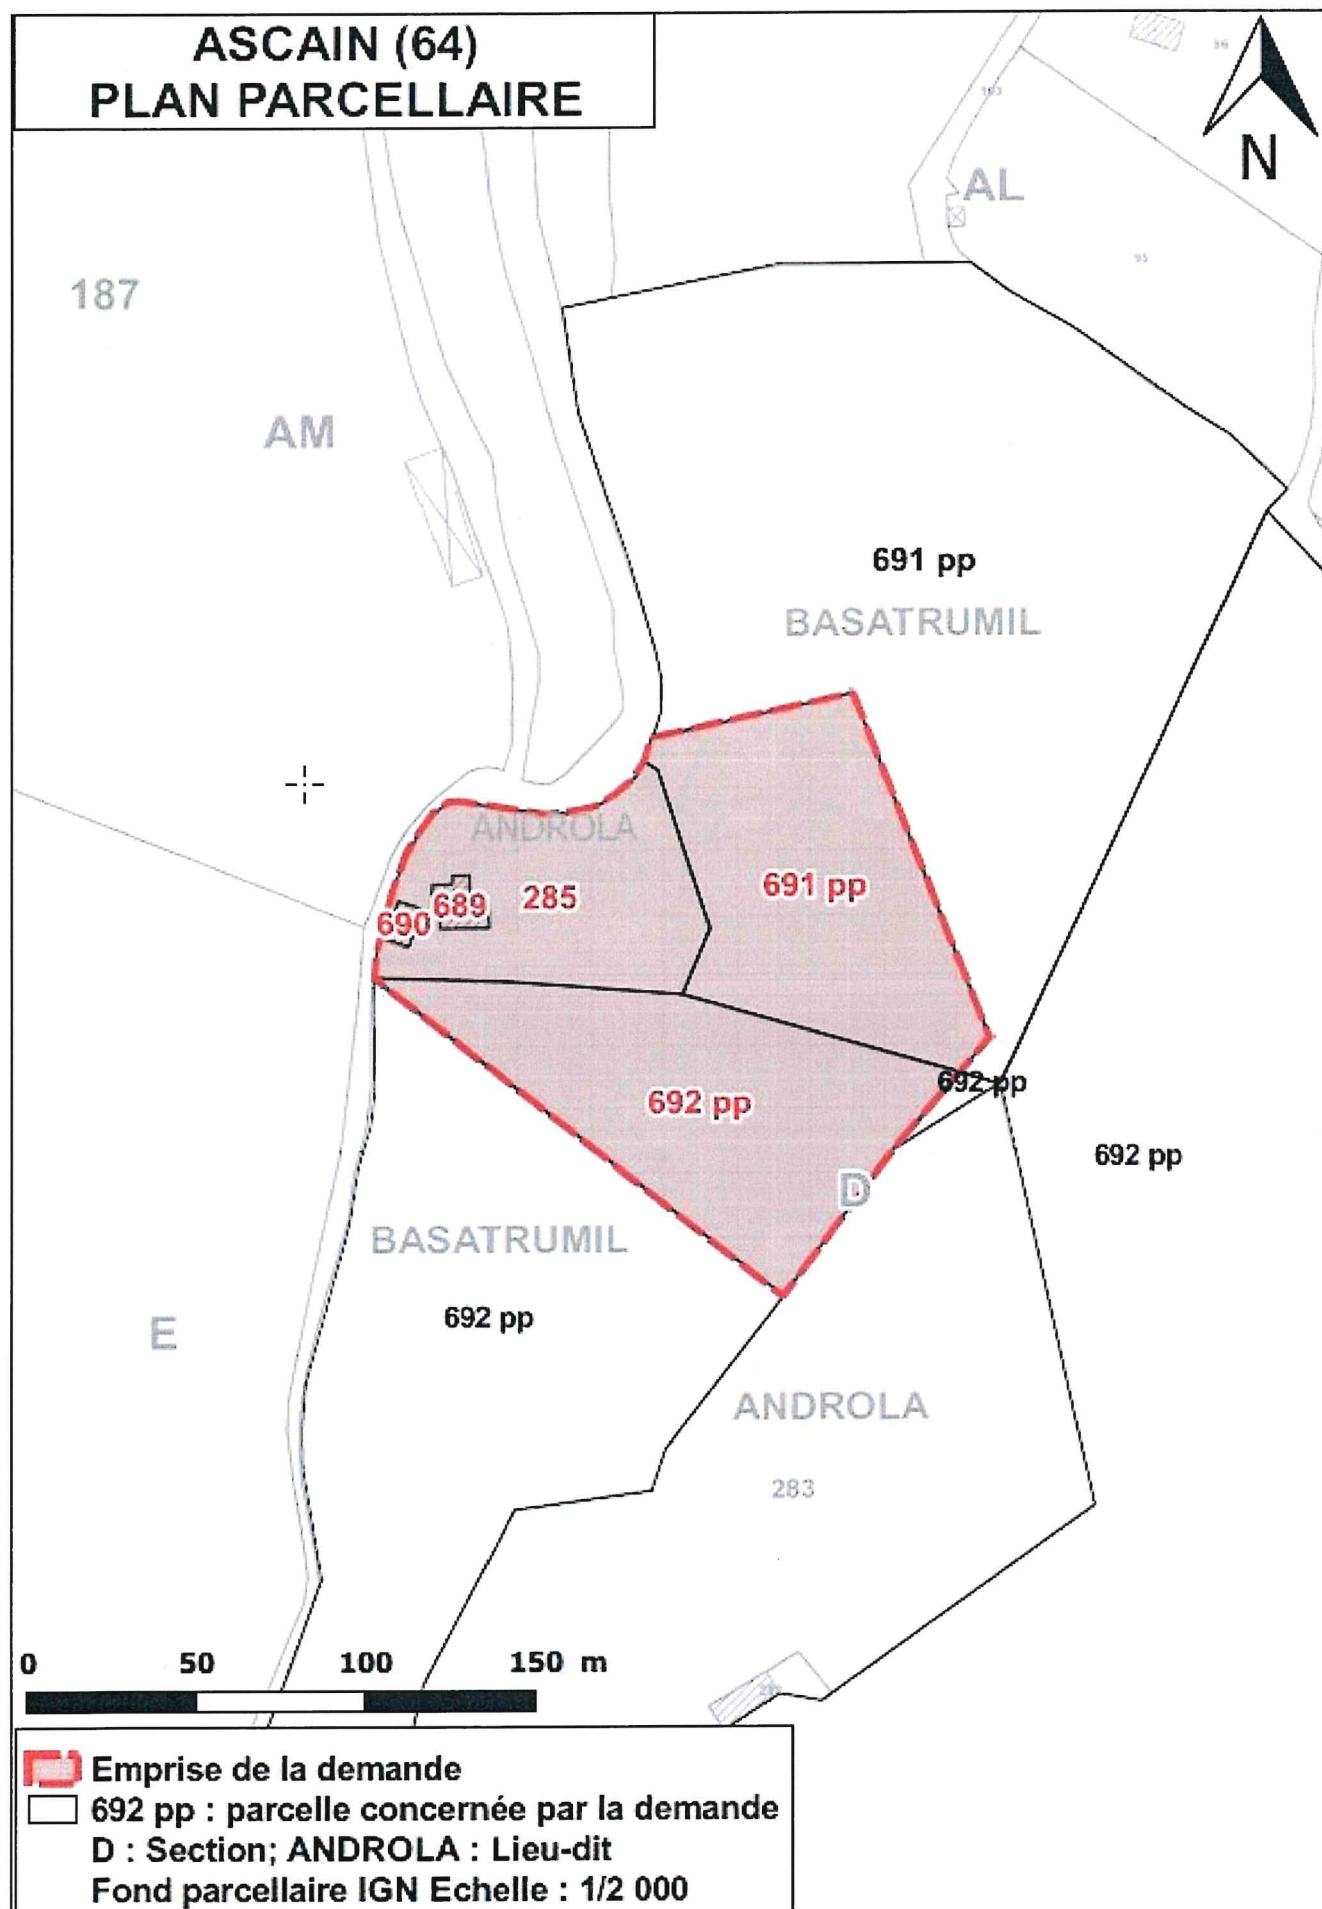 ASCAIN (64)
PLAN PARCELLAIRE
N
AL
95
187
AM
691 pp
BASATRUMIL
ANDROLA
691 pp
285
689
690
692 pp
692 pp
692 pp
D
BASATRUMIL
692 pp
E
ANDROLA
283
0 50 100 150 m
Emprise de la demande
692 pp : parcelle concernée par la demande
D : Section; ANDROLA : Lieu-dit
Fond parcellaire IGN Echelle : 1/2 000